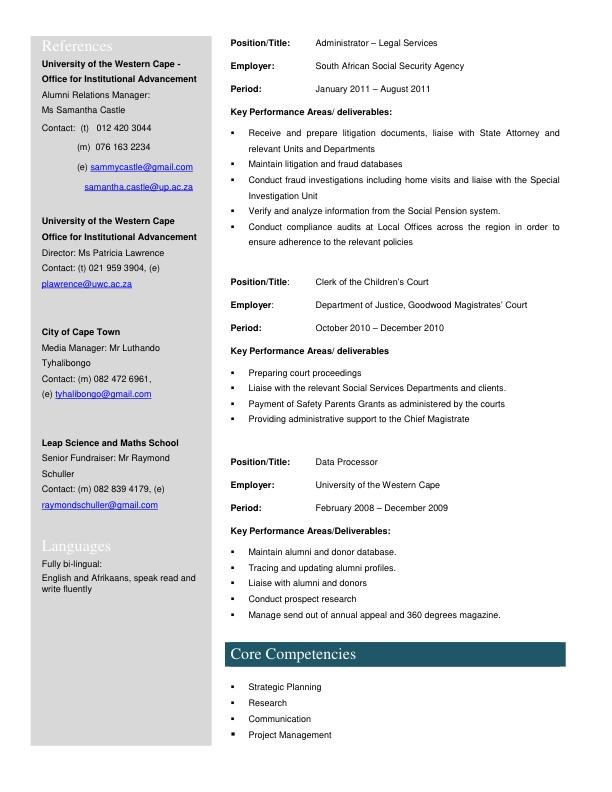 References
University of the Western Cape -
Office for Institutional Advancement
Alumni Relations Manager:
Ms Samantha Castle
Contact: (t) 012 420 3044
(m) 076 163 2234
(e) sammycastle@gmail.com
samantha.castle@up.ac.za
University of the Western Cape
Office for Institutional Advancement
Director: Ms Patricia Lawrence
Contact: (t) 021 959 3904, (e)
plawrence@uwc.ac.za
City of Cape Town
Media Manager: Mr Luthando
Tyhalibongo
Contact: (m) 082 472 6961,
(e) tyhalibongo@gmail.com
Leap Science and Maths School
Senior Fundraiser: Mr Raymond
Schuller
Contact: (m) 082 839 4179, (e)
raymondschuller@gmail.com
Languages
Fully bi-lingual:
English and Afrikaans, speak read and
write fluently
Position/Title: Administrator – Legal Services
Employer: South African Social Security Agency
Period: January 2011 – August 2011
Key Performance Areas/ deliverables:
▪ Receive and prepare litigation documents, liaise with State Attorney and
relevant Units and Departments
▪ Maintain litigation and fraud databases
▪ Conduct fraud investigations including home visits and liaise with the Special
Investigation Unit
▪ Verify and analyze information from the Social Pension system.
▪ Conduct compliance audits at Local Offices across the region in order to
ensure adherence to the relevant policies
Position/Title: Clerk of the Children's Court
Employer: Department of Justice, Goodwood Magistrates' Court
Period: October 2010 – December 2010
Key Performance Areas/ deliverables
▪ Preparing court proceedings
▪ Liaise with the relevant Social Services Departments and clients.
▪ Payment of Safety Parents Grants as administered by the courts
▪ Providing administrative support to the Chief Magistrate
Position/Title: Data Processor
Employer: University of the Western Cape
Period: February 2008 – December 2009
Key Performance Areas/Deliverables:
▪ Maintain alumni and donor database.
▪ Tracing and updating alumni profiles.
▪ Liaise with alumni and donors
▪ Conduct prospect research
▪ Manage send out of annual appeal and 360 degrees magazine.
Core Competencies
▪ Strategic Planning
▪ Research
▪ Communication
▪ Project Management